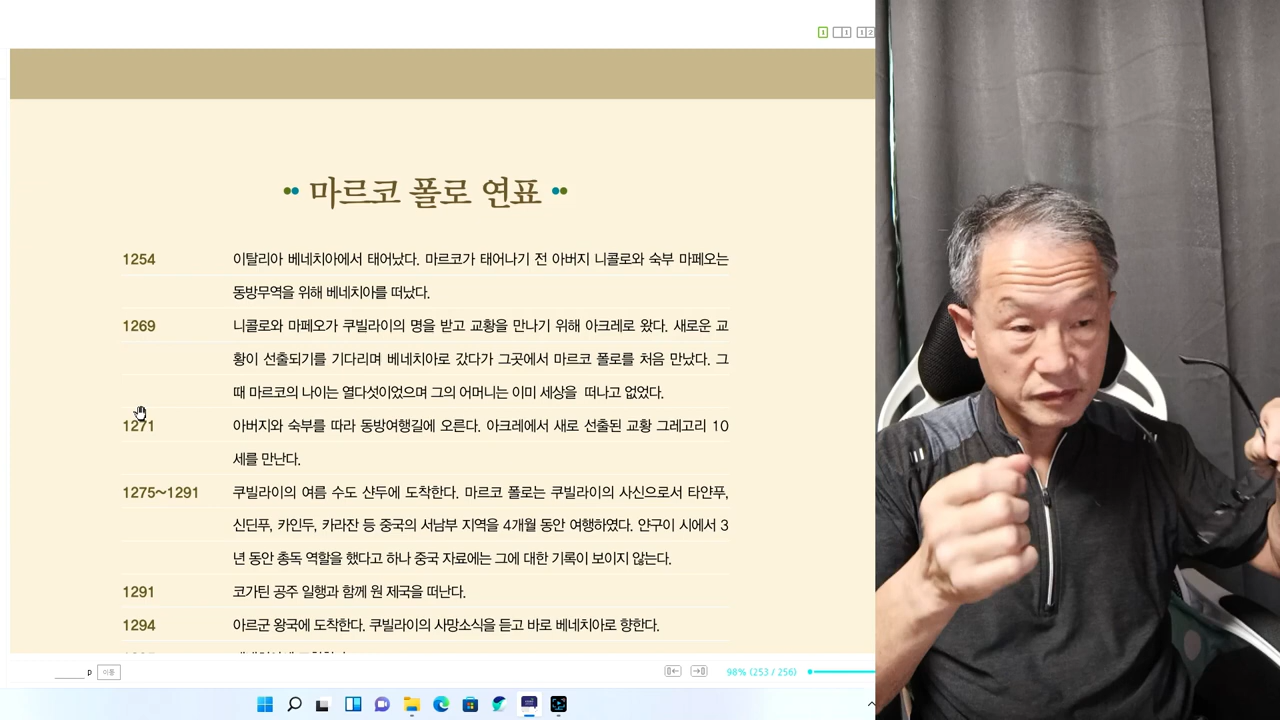 마르코 폴로 연표
1254 이탈리아 베네치아에서 태어났다. 마르코가 태어나기 전 아버지 니콜로와 숙부 마페오는
동방무역을 위해 베네치아를 떠났다.
1269 니콜로와 마페오가 쿠빌라이의 명을 받고 교황을 만나기 위해 아크레로 왔다. 새로운 교
황이 선출되기를 기다리며 베네치아로 갔다가 그곳에서 마르코 폴로를 처음 만났다. 그
때 마르코의 나이는 열다섯이었으며 그의 어머니는 이미 세상을 떠나고 없었다.
1271 아버지와 숙부를 따라 동방여행길에 오른다. 아크레에서 새로 선출된 교황 그레고리 10
세를 만난다.
1275~1291 쿠빌라이의 여름 수도 샨두에 도착한다. 마르코 폴로는 쿠빌라이의 사신으로서 타얀푸,
신딘푸, 카인두, 카라잔 등 중국의 서남부 지역을 4개월 동안 여행하였다. 얀구이 시에서 3
년 동안 총독 역할을 했다고 하나 중국 자료에는 그에 대한 기록이 보이지 않는다.
1291 코가틴 공주 일행과 함께 원 제국을 떠난다.
1294 아르군 왕국에 도착한다. 쿠빌라이의 사망소식을 듣고 바로 베네치아로 향한다.
p 이동
98% (253 / 256)